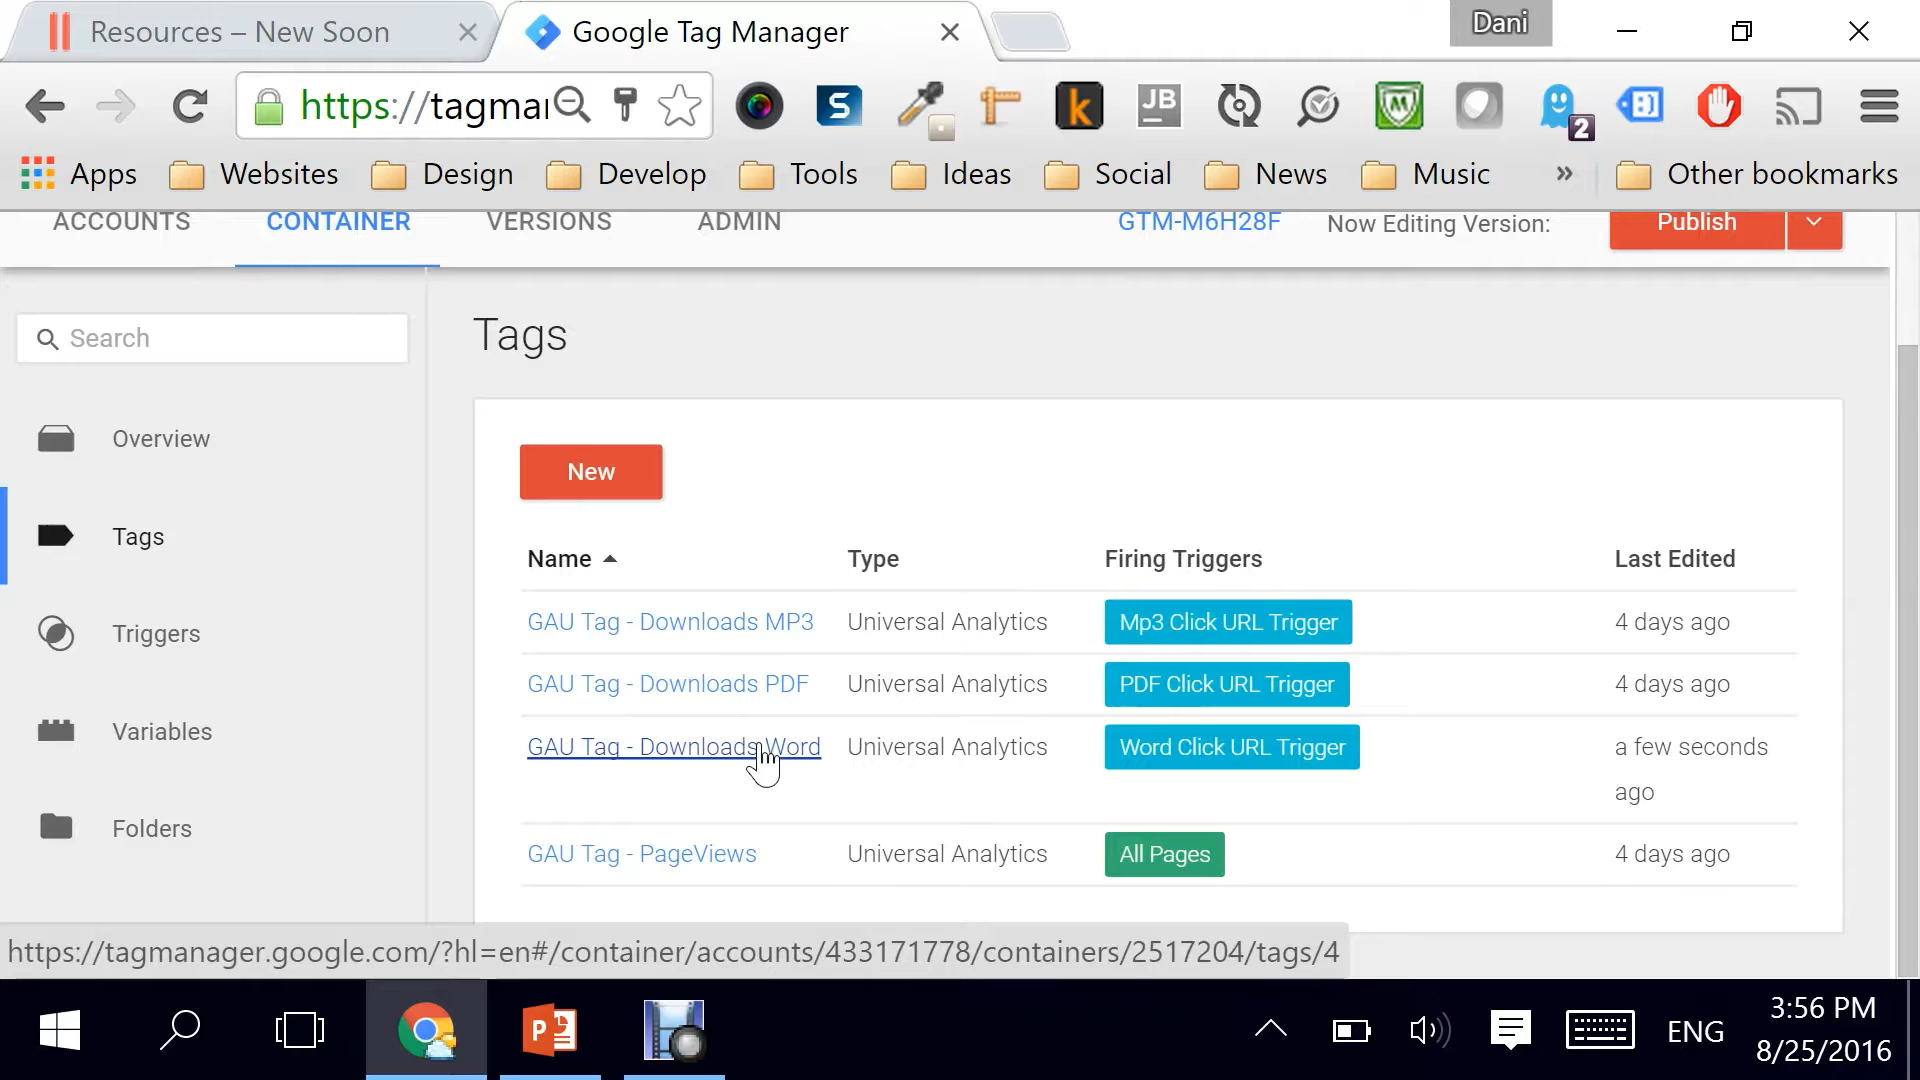 Resources – New Soon
Google Tag Manager
Dani
https://tagmai
S
k
JB
2
Apps
Websites
Design
Develop
Tools
Ideas
Social
News
Music
»
Other bookmarks
ACCOUNTS
CONTAINER
VERSIONS
ADMIN
GTM-M6H28F
Now Editing Version:
Publish
Search
Tags
Overview
Tags
Triggers
Variables
Folders
New
Name Type Firing Triggers Last Edited
GAU Tag - Downloads MP3 Universal Analytics Mp3 Click URL Trigger 4 days ago
GAU Tag - Downloads PDF Universal Analytics PDF Click URL Trigger 4 days ago
GAU Tag - Downloads Word Universal Analytics Word Click URL Trigger a few seconds
ago
GAU Tag - PageViews Universal Analytics All Pages 4 days ago
https://tagmanager.google.com/?hl=en#/container/accounts/433171778/containers/2517204/tags/4
ENG
3:56 PM
8/25/2016